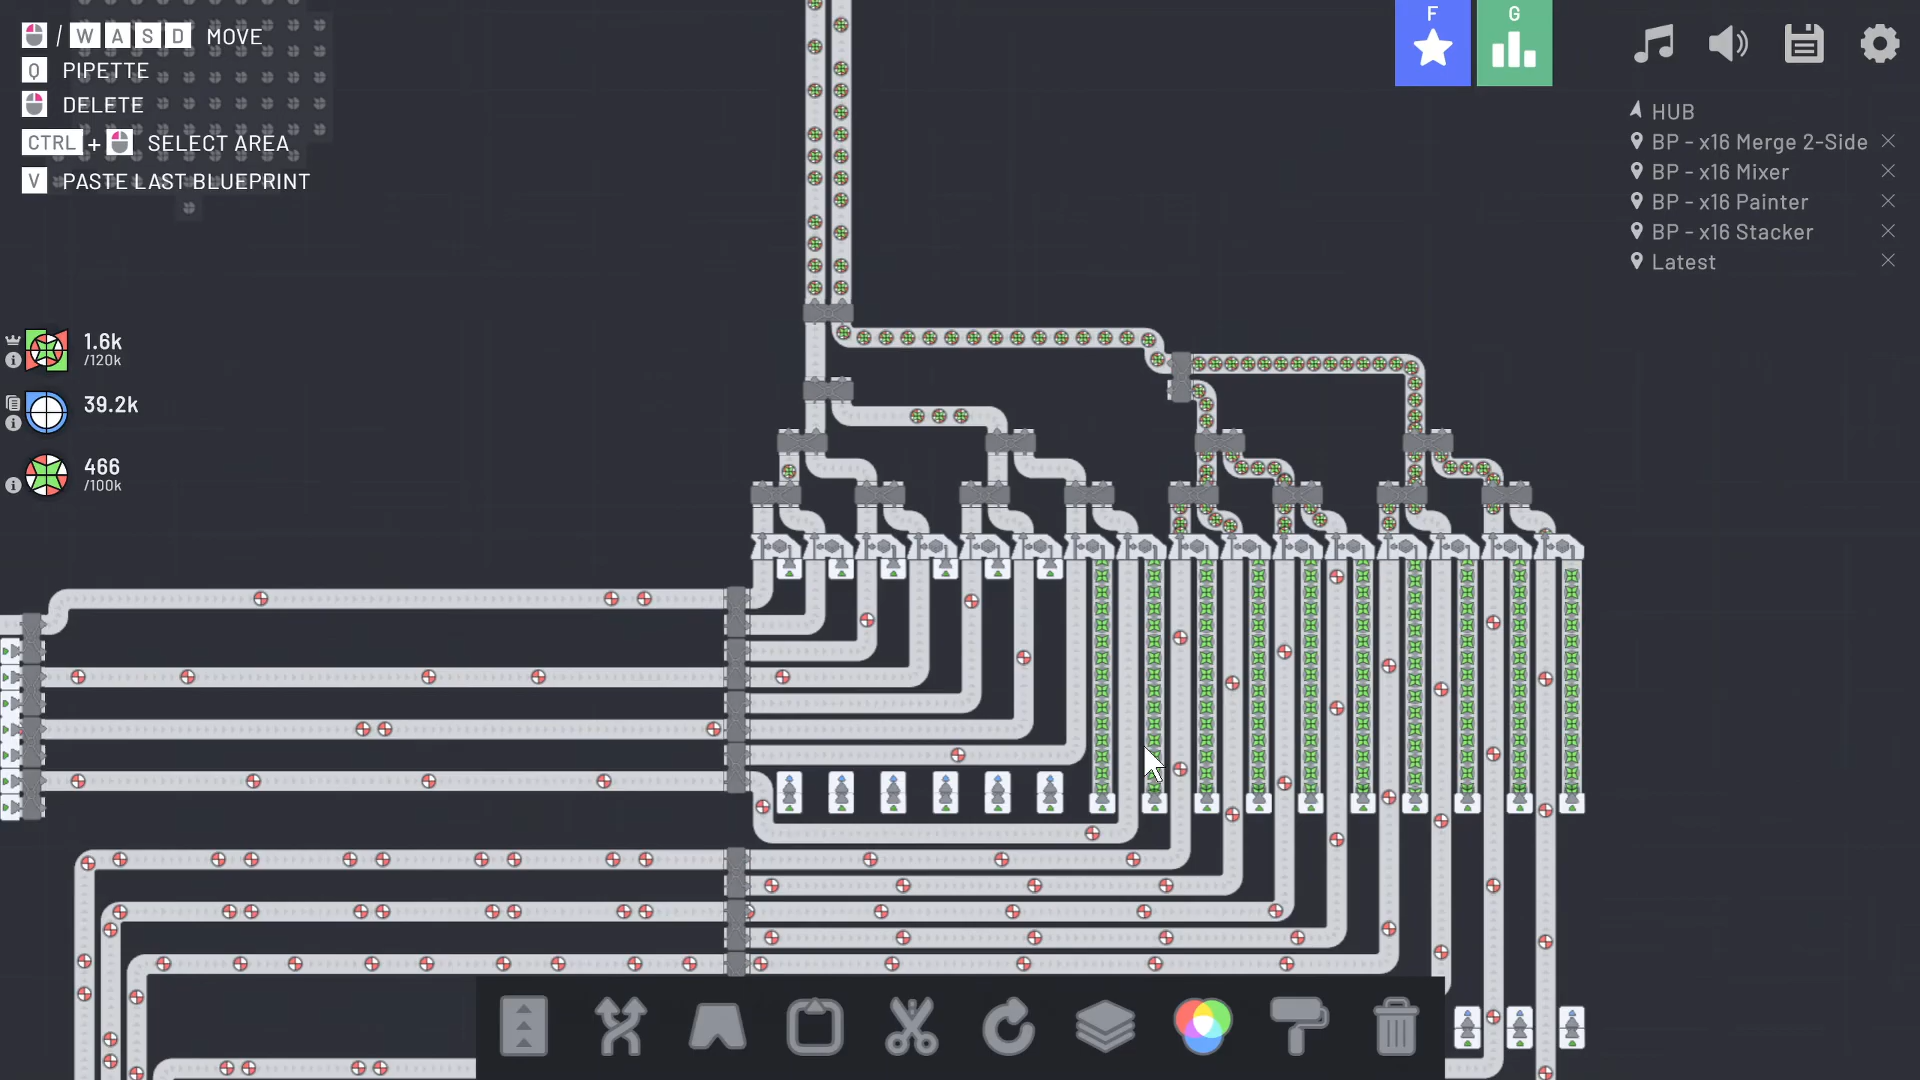 / W A S D MOVE
Q PIPETTE
DELETE
CTRL + SELECT AREA
V PASTE LAST BLUEPRINT
F G
HUB
BP - x16 Merge 2-Side
BP - x16 Mixer
BP - x16 Painter
BP - x16 Stacker
Latest
1.6k
/120k
39.2k
466
/100k